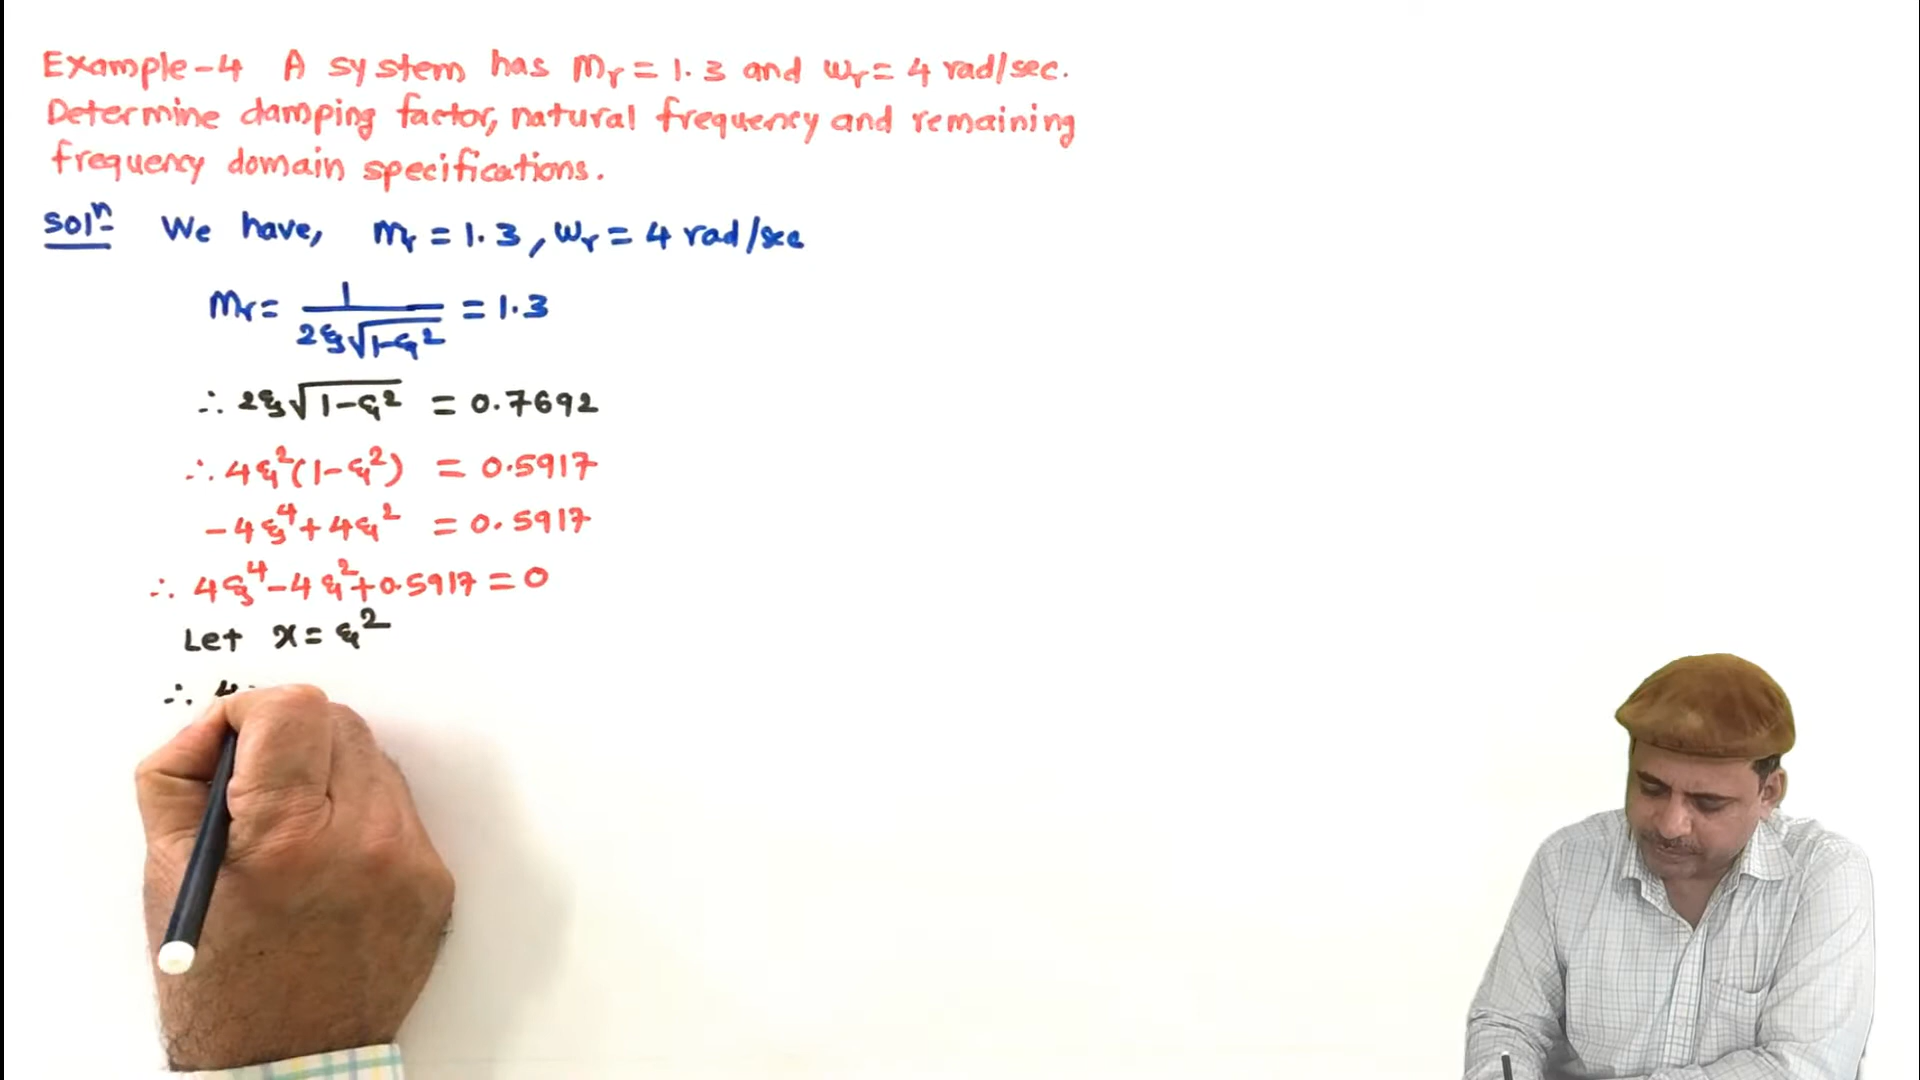 Example-4 A system has Mr = 1.3 and ωr = 4 rad/sec.
Determine damping factor, natural frequency and remaining
frequency domain specifications.
Solⁿ- We have, Mr = 1.3, ωr = 4 rad/sec
Mr = 1/(2ξ√(1-ξ²)) = 1.3
∴ 2ξ√(1-ξ²) = 0.7692
∴ 4ξ²(1-ξ²) = 0.5917
-4ξ⁴+4ξ² = 0.5917
∴ 4ξ⁴-4ξ²+0.5917 = 0
Let x = ξ²
∴ 4